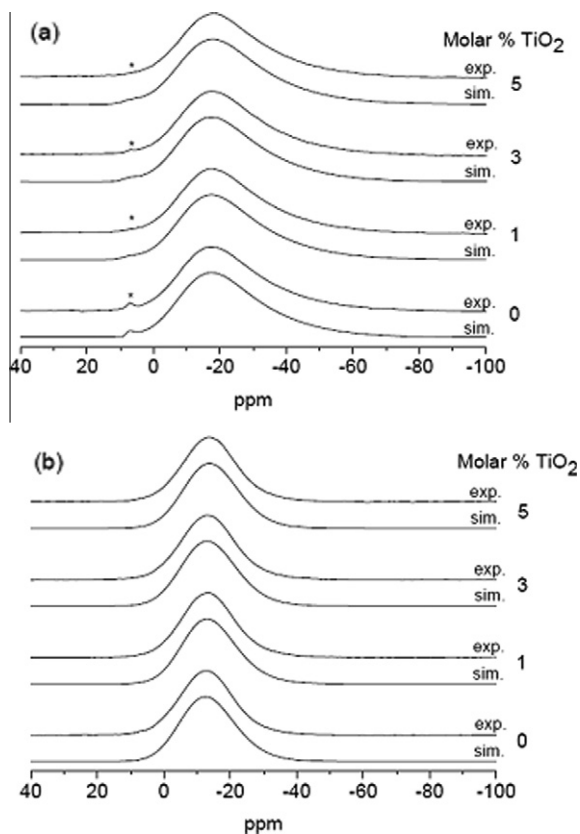 (a)
Molar % TiO2
* exp.
sim. 5
* exp.
sim. 3
* exp.
sim. 1
* exp.
sim. 0
40 20 0 -20 -40 -60 -80 -100
ppm
(b)
Molar % TiO2
exp.
sim. 5
exp.
sim. 3
exp.
sim. 1
exp.
sim. 0
40 20 0 -20 -40 -60 -80 -100
ppm